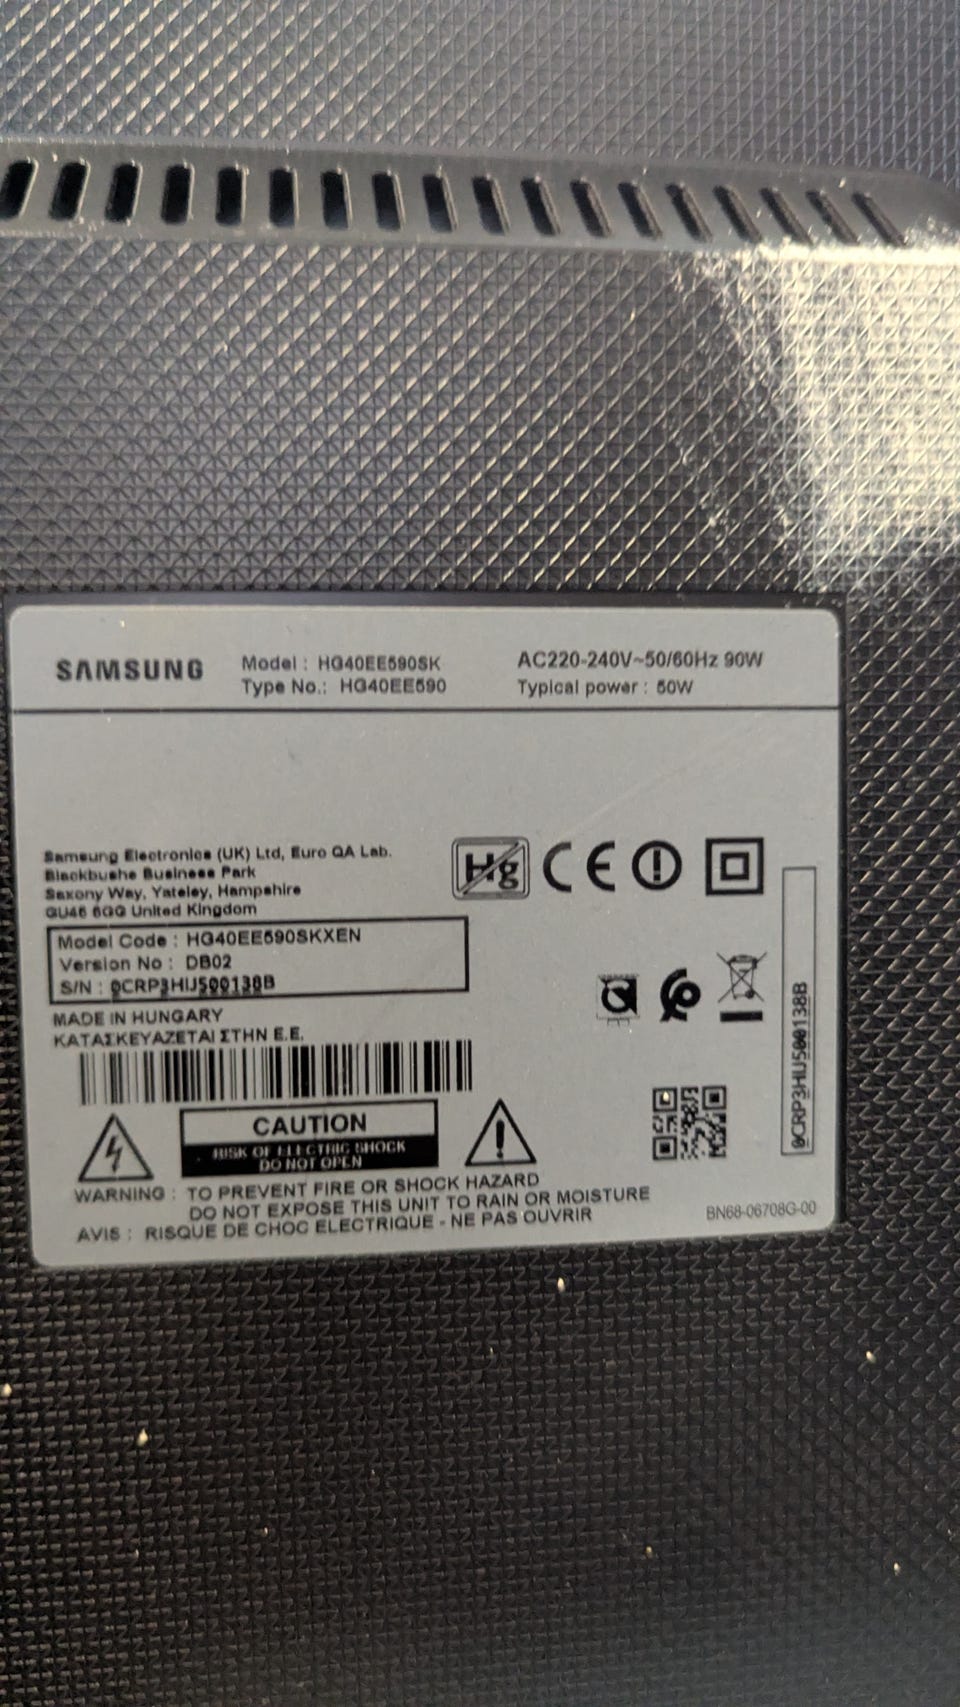 SAMSUNG
Model : HG40EE590SK
Type No.: HG40EE590
AC220-240V~50/60Hz 90W
Typical power : 50W
Samsung Electronics (UK) Ltd, Euro QA Lab.
Blackbushe Business Park
Saxony Way, Yateley, Hampshire
GU46 6GG United Kingdom
Hg
CE
Model Code : HG40EE590SKXEN
Version No : DB02
S/N : 0CRP3HIJ500138B
MADE IN HUNGARY
ΚΑΤΑΣΚΕΥΑΖΕΤΑΙ ΣΤΗΝ Ε.Ε.
0CRP3HIJ500138B
CAUTION
RISK OF ELECTRIC SHOCK
DO NOT OPEN
WARNING : TO PREVENT FIRE OR SHOCK HAZARD
DO NOT EXPOSE THIS UNIT TO RAIN OR MOISTURE
AVIS : RISQUE DE CHOC ELECTRIQUE - NE PAS OUVRIR
BN68-06708G-00